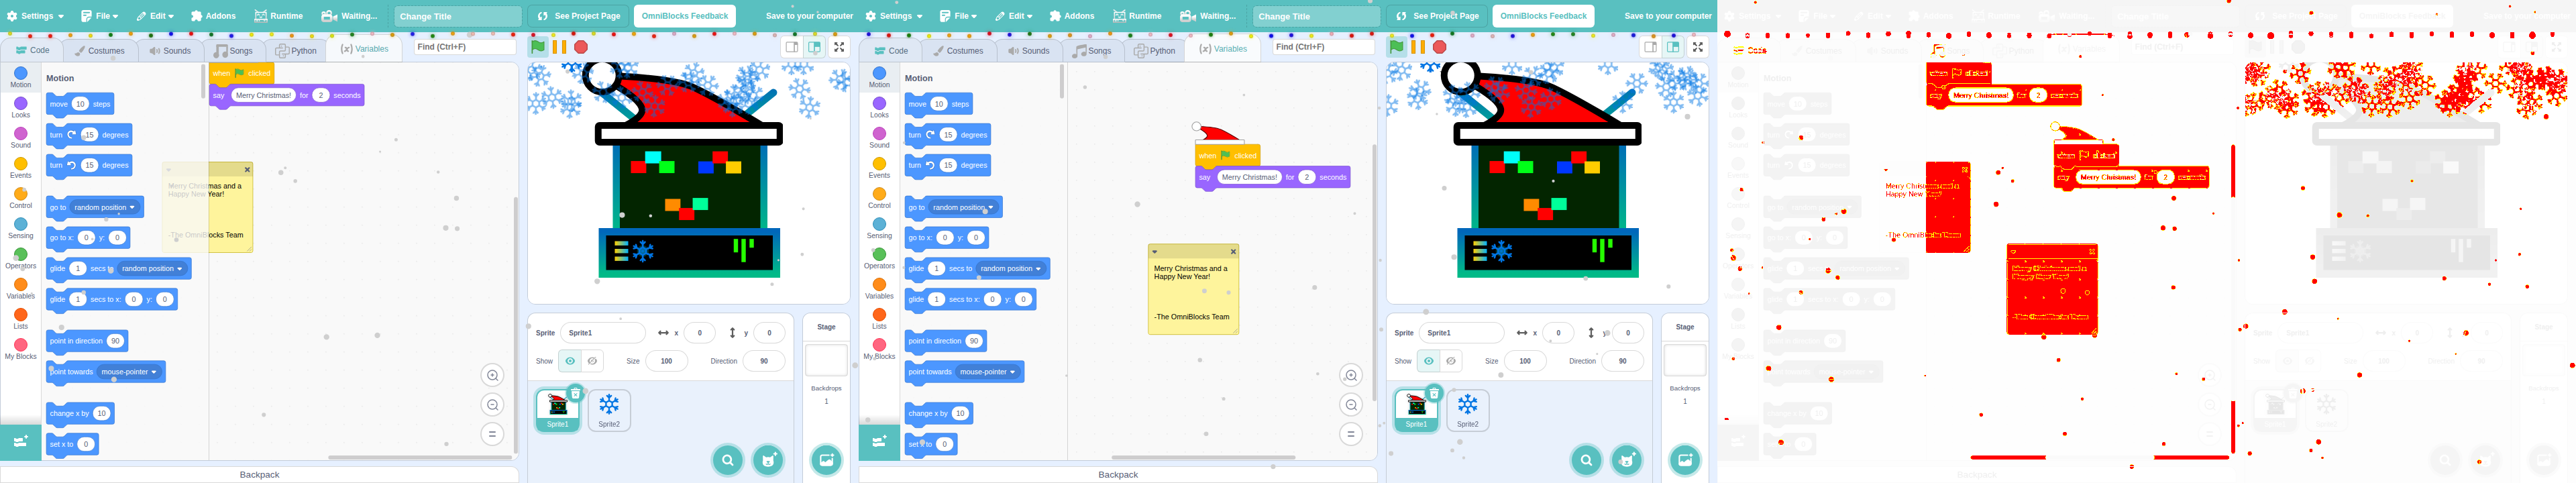 Settings File Edit Addons Runtime Waiting... Change Title See Project Page OmniBlocks Feedback Save to your computer
Code Costumes Sounds Songs Python (x) Variables Find (Ctrl+F)
Motion
Looks
Sound
Events
Control
Sensing
Operators
Variables
Lists
My Blocks
Motion
move 10 steps
turn 15 degrees
turn 15 degrees
go to random position
go to x: 0 y: 0
glide 1 secs to random position
glide 1 secs to x: 0 y: 0
point in direction 90
point towards mouse-pointer
change x by 10
set x to 0
when clicked
say Merry Christmas! for 2 seconds
Merry Christmas and a
Happy New Year!
-The OmniBlocks Team
Sprite Sprite1 x 0 y 0
Show Size 100 Direction 90
Sprite1 Sprite2
Stage
Backdrops
1
Backpack
Settings File Edit Addons Runtime Waiting... Change Title See Project Page OmniBlocks Feedback Save to your computer
Code Costumes Sounds Songs Python (x) Variables Find (Ctrl+F)
Motion
Looks
Sound
Events
Control
Sensing
Operators
Variables
Lists
My Blocks
Motion
move 10 steps
turn 15 degrees
turn 15 degrees
go to random position
go to x: 0 y: 0
glide 1 secs to random position
glide 1 secs to x: 0 y: 0
point in direction 90
point towards mouse-pointer
change x by 10
set x to 0
when clicked
say Merry Christmas! for 2 seconds
Merry Christmas and a
Happy New Year!
-The OmniBlocks Team
Sprite Sprite1 x 0 y 0
Show Size 100 Direction 90
Sprite1 Sprite2
Stage
Backdrops
1
Backpack
Merry Christmas! 2
Merry Christmas! 2
Merry Christmas
Happy New
-The Omni